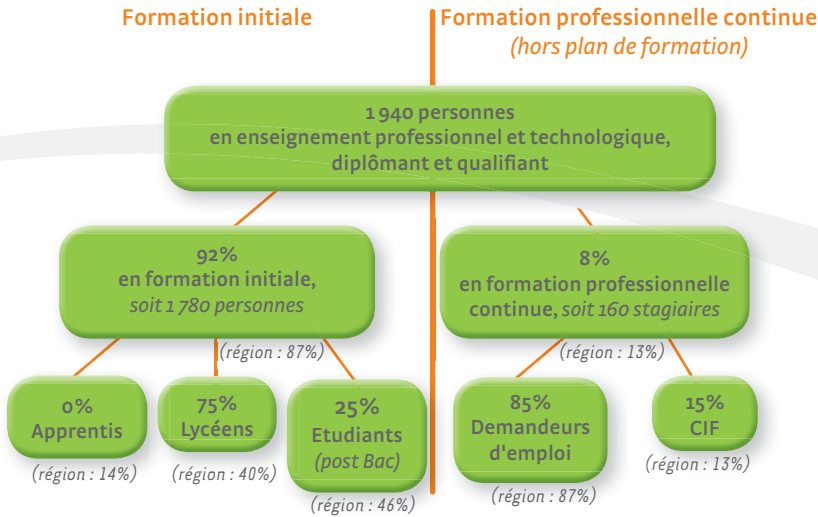 Formation initiale
Formation professionnelle continue
(hors plan de formation)
1 940 personnes
en enseignement professionnel et technologique,
diplômant et qualifiant
92%
en formation initiale,
soit 1 780 personnes
(région : 87%)
8%
en formation professionnelle
continue, soit 160 stagiaires
(région : 13%)
0%
Apprentis
(région : 14%)
75%
Lycéens
(région : 40%)
25%
Etudiants
(post Bac)
(région : 46%)
85%
Demandeurs
d'emploi
(région : 87%)
15%
CIF
(région : 13%)